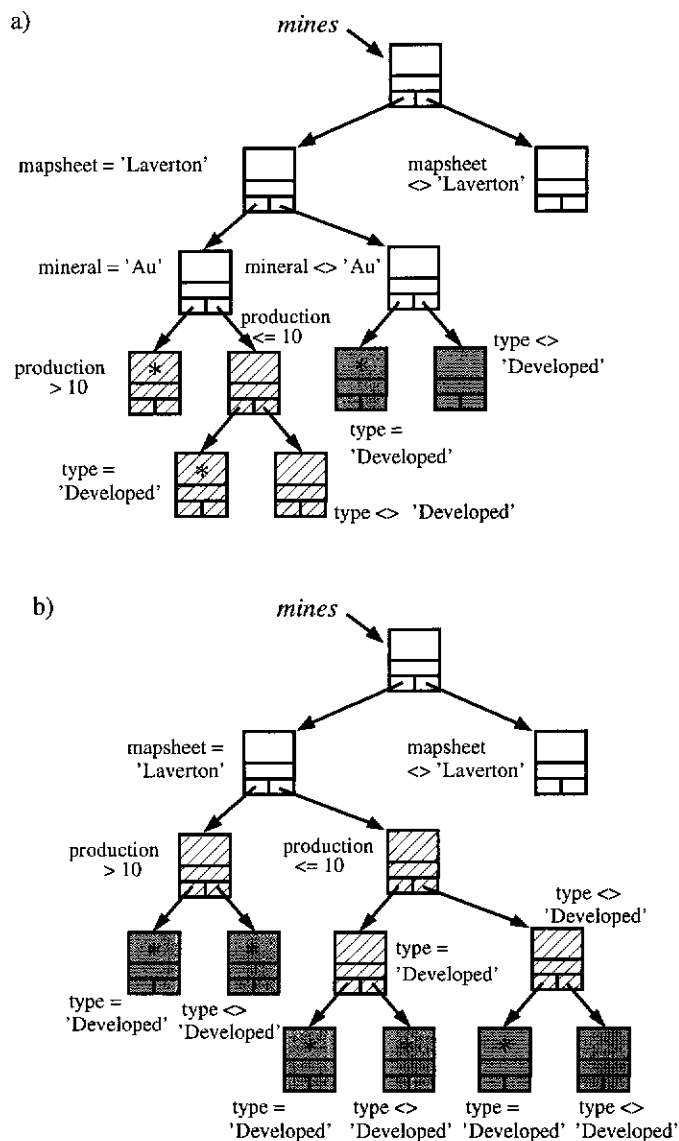 a)
mines
mapsheet = 'Laverton'
mapsheet
<> 'Laverton'
mineral = 'Au'
mineral <> 'Au'
production
<= 10
production
> 10
*
*
type <>
'Developed'
type =
'Developed'
type =
'Developed'
*
type <> 'Developed'
b)
mines
mapsheet =
'Laverton'
mapsheet
<> 'Laverton'
production
> 10
production
<= 10
type <>
'Developed'
*
*
type =
'Developed'
type =
'Developed'
type <>
'Developed'
*
*
*
type =
'Developed'
type <>
'Developed'
type =
'Developed'
type <>
'Developed'